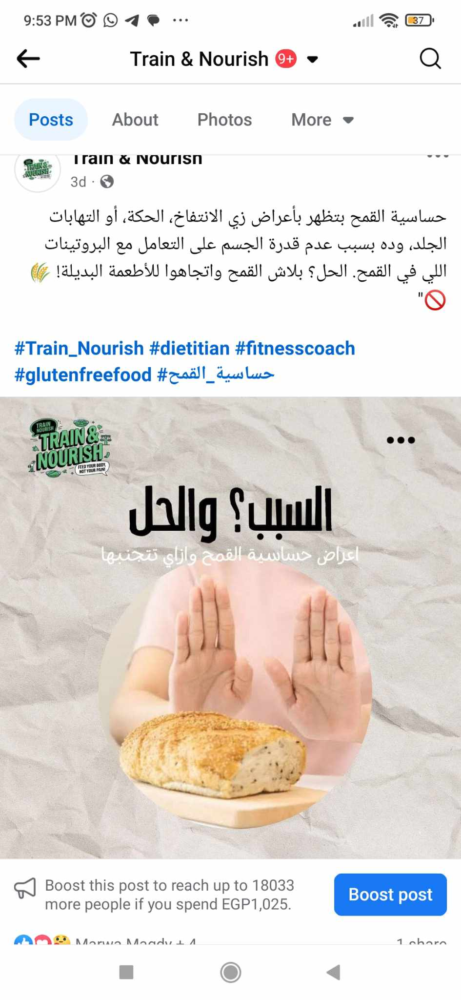 9:53 PM
37
Train & Nourish 9+
Posts About Photos More
Train & Nourish
3d
حساسية القمح بتظهر بأعراض زي الانتفاخ، الحكة، أو التهابات
الجلد، وده بسبب عدم قدرة الجسم على التعامل مع البروتينات
اللي في القمح. الحل؟ بلاش القمح واتجاهوا للأطعمة البديلة! 🌾
🚫"
#Train_Nourish #dietitian #fitnesscoach
#glutenfreefood #حساسية_القمح
TRAIN
NOURISH
TRAIN &
NOURISH
FEED YOUR BODY,
NOT YOUR PAIN!
السبب؟ والحل
اعراض حساسية القمح وازاي تتجنبها
Boost this post to reach up to 18033
more people if you spend EGP1,025.
Boost post
Marwa Magdy + 4
1 share